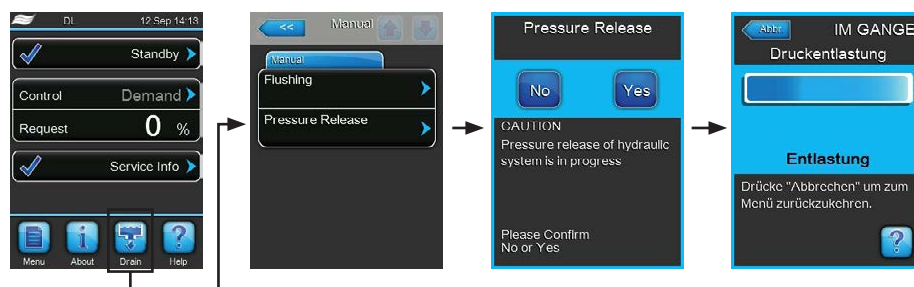 DL 12 Sep 14:13
Standby
Control Demand
Request 0 %
Service Info
Menu About Drain Help
<< Manual
Manual
Flushing
Pressure Release
Pressure Release
No Yes
CAUTION
Pressure release of hydraulic
system is in progress
Please Confirm
No or Yes
Abbr IM GANGE
Druckentlastung
Entlastung
Drücke "Abbrechen" um zum
Menü zurückzukehren.